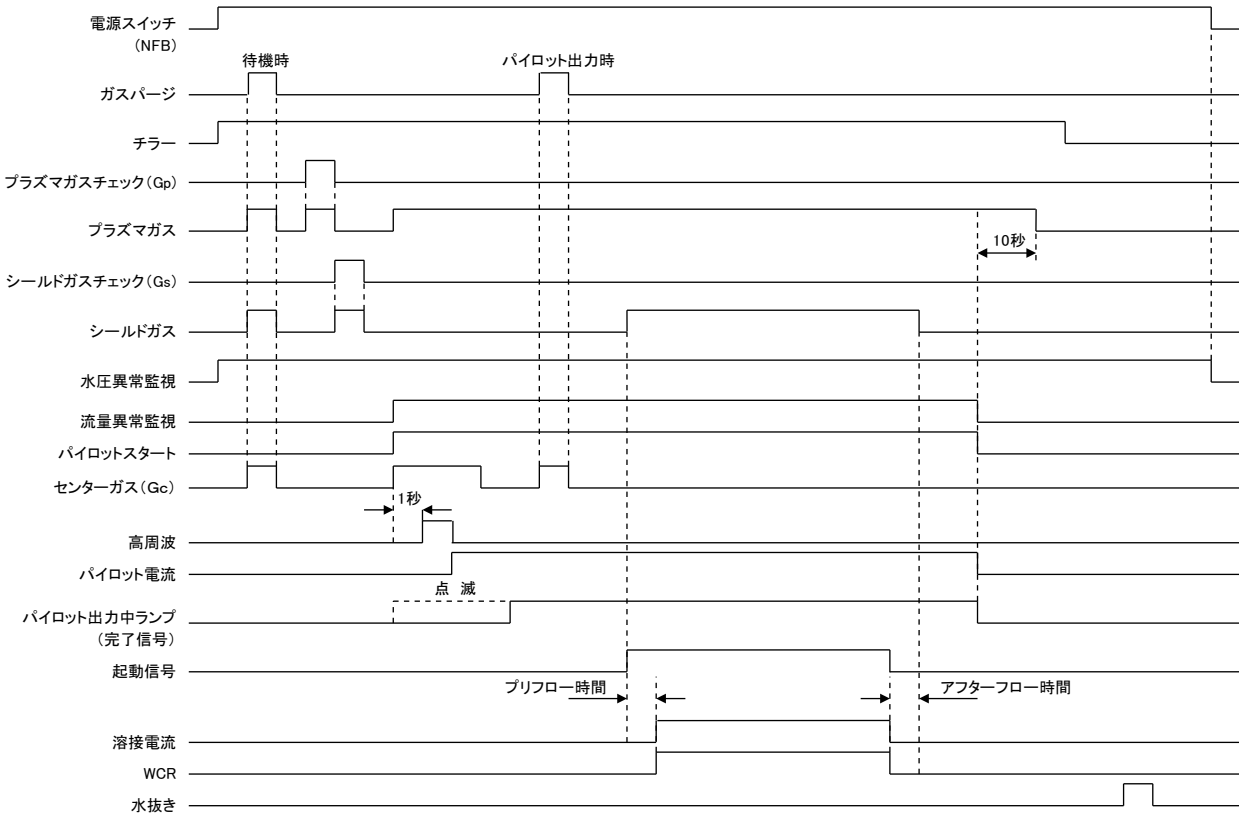 電源スイッチ
（NFB）
待機時
パイロット出力時
ガスパージ
チラー
プラズマガスチェック（Gp）
プラズマガス
10秒
シールドガスチェック（Gs）
シールドガス
水圧異常監視
流量異常監視
パイロットスタート
センターガス（Gc）
1秒
高周波
パイロット電流
点　滅
パイロット出力中ランプ
（完了信号）
起動信号
プリフロー時間
アフターフロー時間
溶接電流
WCR
水抜き